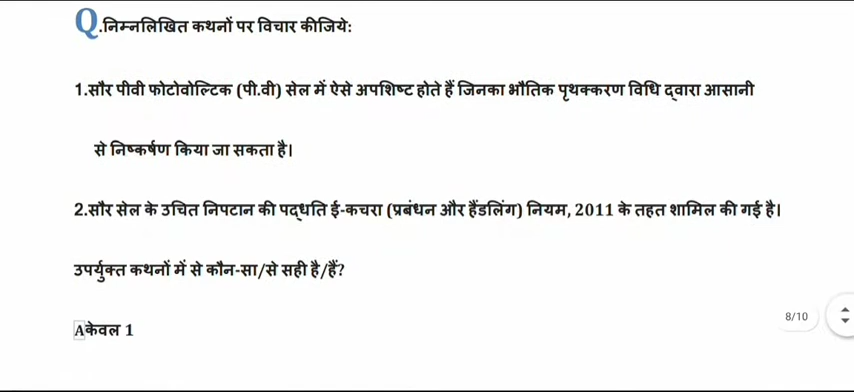 Q.निम्नलिखित कथनों पर विचार कीजिये:
1.सौर पीवी फोटोवोल्टिक (पी.वी) सेल में ऐसे अपशिष्ट होते हैं जिनका भौतिक पृथक्करण विधि द्वारा आसानी
से निष्कर्षण किया जा सकता है।
2.सौर सेल के उचित निपटान की पद्धति ई-कचरा (प्रबंधन और हैंडलिंग) नियम, 2011 के तहत शामिल की गई है।
उपर्युक्त कथनों में से कौन-सा/से सही है/हैं?
8/10
Aकेवल 1